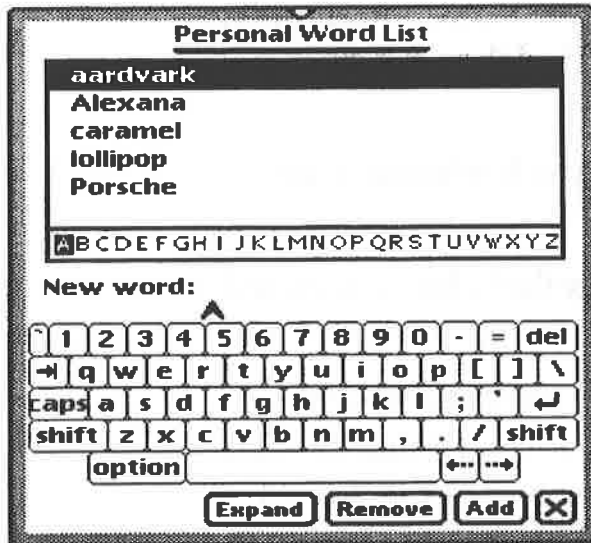 Personal Word List
aardvark
Alexana
caramel
lollipop
Porsche
A B C D E F G H I J K L M N O P Q R S T U V W X Y Z
New word:
` 1 2 3 4 5 6 7 8 9 0 - = del
q w e r t y u i o p [ ] \
caps a s d f g h j k l ; '
shift z x c v b n m , . / shift
option
Expand Remove Add